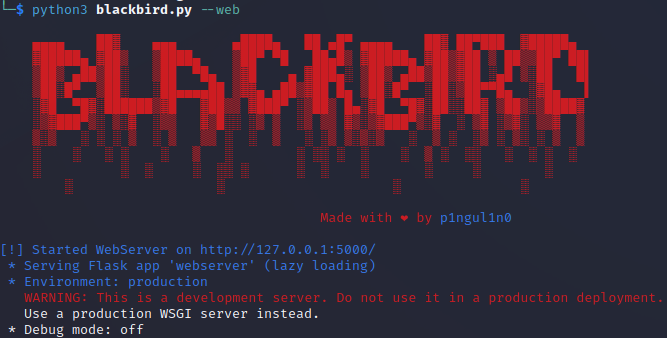 └─$ python3 blackbird.py --web
BLACKBIRD
Made with ❤ by p1ngul1n0
[!] Started WebServer on http://127.0.0.1:5000/
* Serving Flask app 'webserver' (lazy loading)
* Environment: production
WARNING: This is a development server. Do not use it in a production deployment.
Use a production WSGI server instead.
* Debug mode: off